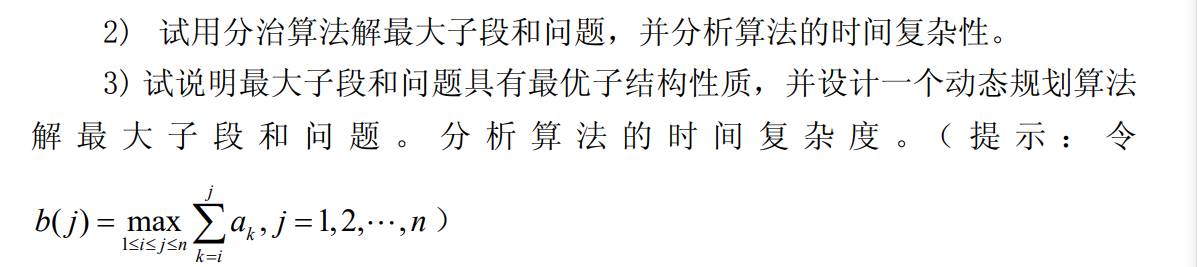 2) 试用分治算法解最大子段和问题，并分析算法的时间复杂性。
3) 试说明最大子段和问题具有最优子结构性质，并设计一个动态规划算法
解最大子段和问题。分析算法的时间复杂度。（提示：令
b(j) = max_{1≤i≤j≤n} ∑_{k=i}^{j} a_k, j = 1,2,⋯,n）